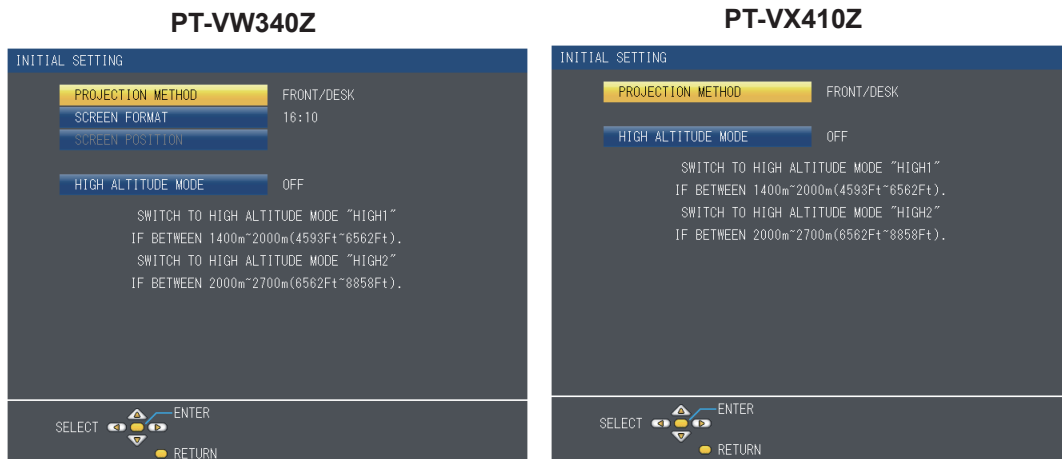 PT-VW340Z
INITIAL SETTING
PROJECTION METHOD FRONT/DESK
SCREEN FORMAT 16:10
SCREEN POSITION
HIGH ALTITUDE MODE OFF
SWITCH TO HIGH ALTITUDE MODE "HIGH1"
IF BETWEEN 1400m~2000m(4593Ft~6562Ft).
SWITCH TO HIGH ALTITUDE MODE "HIGH2"
IF BETWEEN 2000m~2700m(6562Ft~8858Ft).
ENTER
SELECT
RETURN
PT-VX410Z
INITIAL SETTING
PROJECTION METHOD FRONT/DESK
HIGH ALTITUDE MODE OFF
SWITCH TO HIGH ALTITUDE MODE "HIGH1"
IF BETWEEN 1400m~2000m(4593Ft~6562Ft).
SWITCH TO HIGH ALTITUDE MODE "HIGH2"
IF BETWEEN 2000m~2700m(6562Ft~8858Ft).
ENTER
SELECT
RETURN